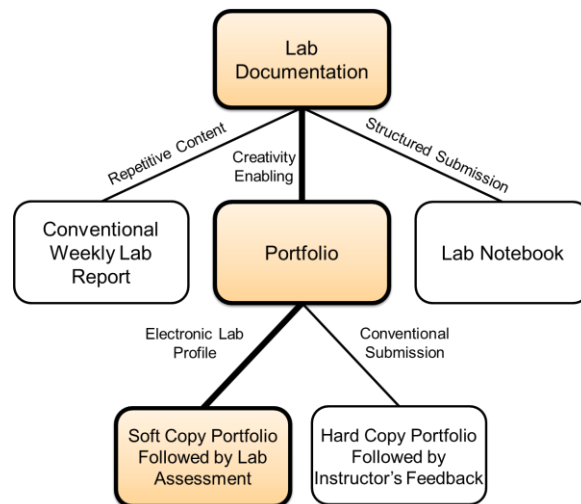 Lab
Documentation
Repetitive Content
Creativity
Enabling
Structured Submission
Conventional
Weekly Lab
Report
Portfolio
Lab Notebook
Electronic Lab
Profile
Conventional
Submission
Soft Copy Portfolio
Followed by Lab
Assessment
Hard Copy Portfolio
Followed by
Instructor's Feedback